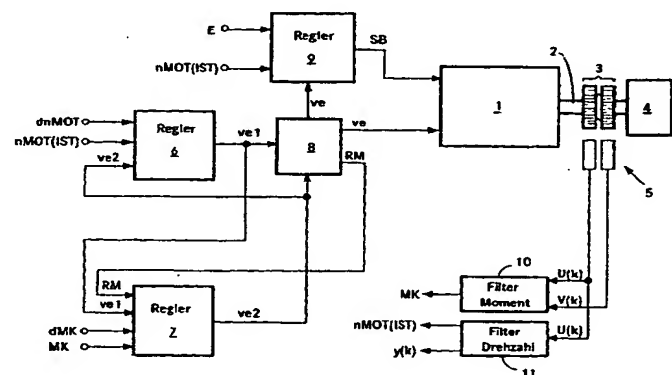 E
Regler
9
nMOT(IST)
SB
ve
dnMOT
nMOT(IST)
ve2
Regler
6
ve1
8
ve
RM
1
2
3
4
5
RM
ve1
dMK
MK
Regler
7
ve2
10
Filter
Moment
MK
U(k)
V(k)
nMOT(IST)
y(k)
Filter
Drehzahl
U(k)
11